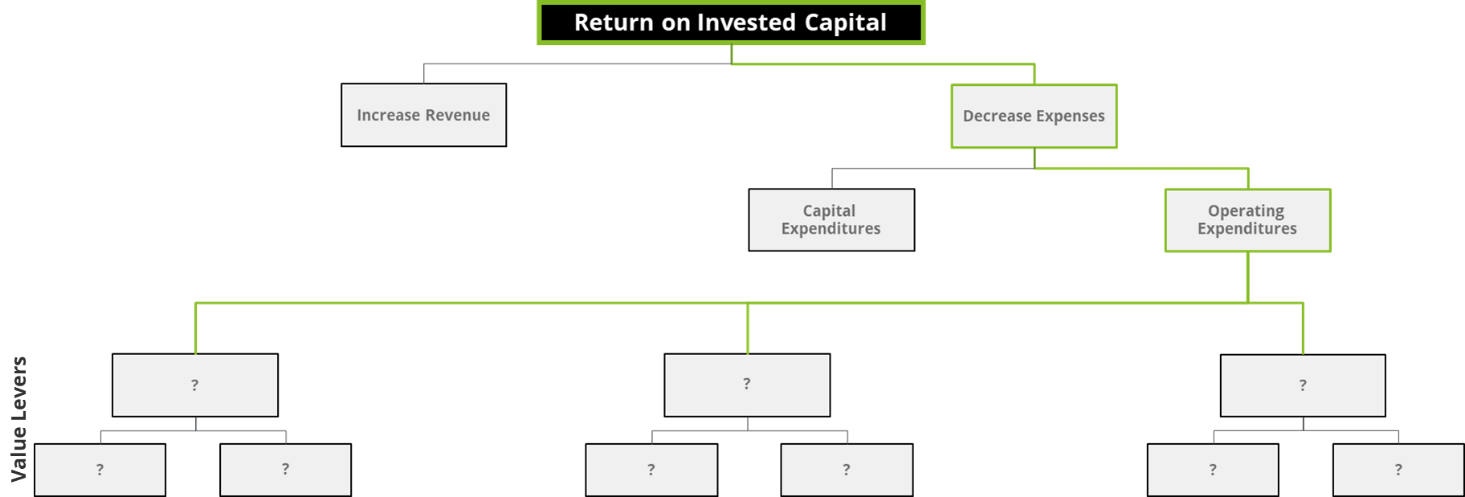 Return on Invested Capital
Increase Revenue
Decrease Expenses
Capital
Expenditures
Operating
Expenditures
Value Levers
?
?
?
?
?
?
?
?
?